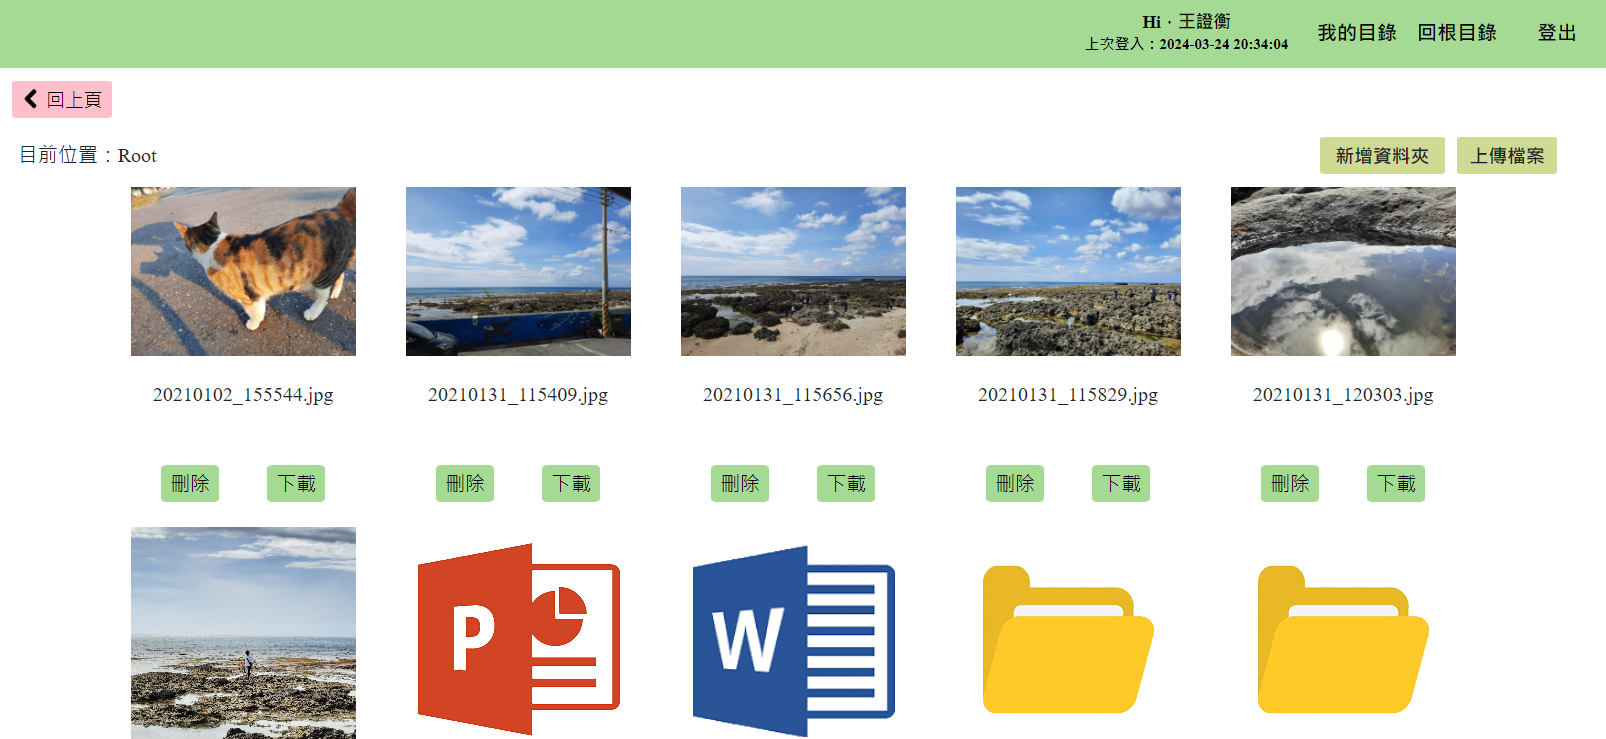 Hi，王證衡
上次登入：2024-03-24 20:34:04
我的目錄 回根目錄 登出
回上頁
目前位置：Root
新增資料夾 上傳檔案
20210102_155544.jpg 20210131_115409.jpg 20210131_115656.jpg 20210131_115829.jpg 20210131_120303.jpg
刪除 下載 刪除 下載 刪除 下載 刪除 下載 刪除 下載
P W